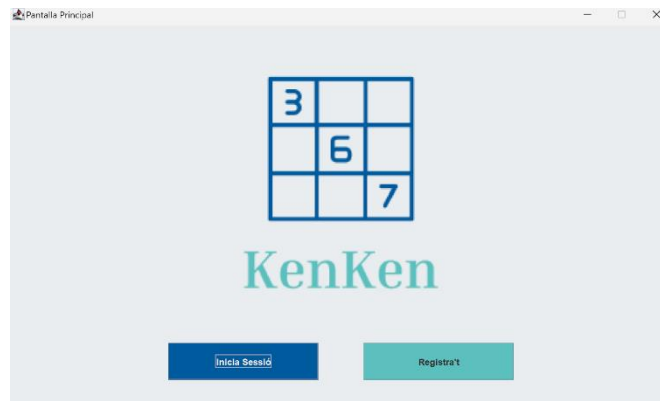 Pantalla Principal
3
6
7
KenKen
Inicia Sessió
Registra't